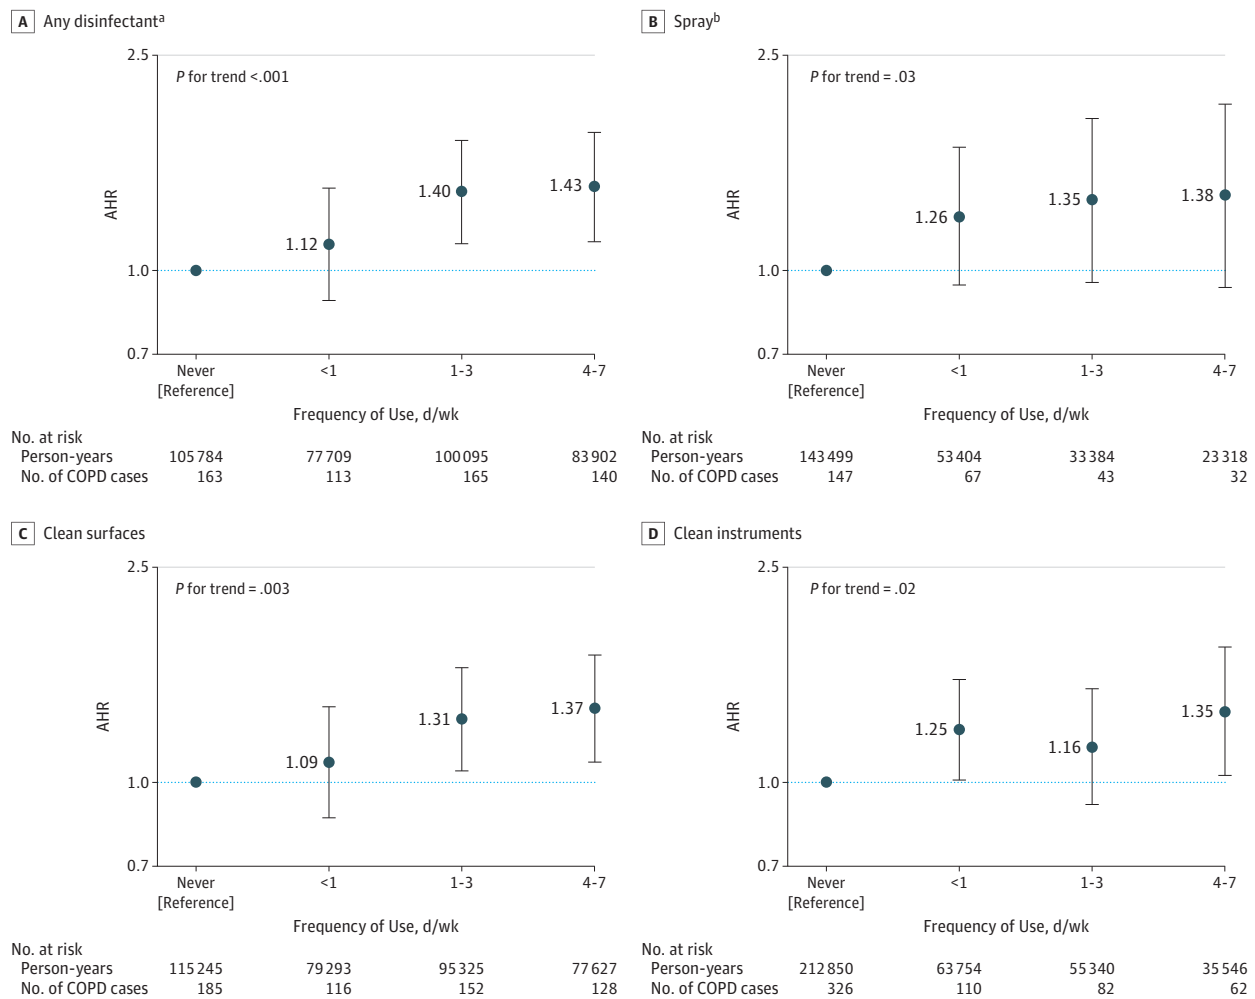 A Any disinfectantᵃ
2.5
P for trend <.001
AHR
1.40
1.43
1.12
1.0
0.7
Never <1 1-3 4-7
[Reference]
Frequency of Use, d/wk
No. at risk
Person-years 105 784 77 709 100 095 83 902
No. of COPD cases 163 113 165 140
B Sprayᵇ
2.5
P for trend = .03
AHR
1.26
1.35
1.38
1.0
0.7
Never <1 1-3 4-7
[Reference]
Frequency of Use, d/wk
No. at risk
Person-years 143 499 53 404 33 384 23 318
No. of COPD cases 147 67 43 32
C Clean surfaces
2.5
P for trend = .003
AHR
1.09
1.31
1.37
1.0
0.7
Never <1 1-3 4-7
[Reference]
Frequency of Use, d/wk
No. at risk
Person-years 115 245 79 293 95 325 77 627
No. of COPD cases 185 116 152 128
D Clean instruments
2.5
P for trend = .02
AHR
1.25
1.16
1.35
1.0
0.7
Never <1 1-3 4-7
[Reference]
Frequency of Use, d/wk
No. at risk
Person-years 212 850 63 754 55 340 35 546
No. of COPD cases 326 110 82 62